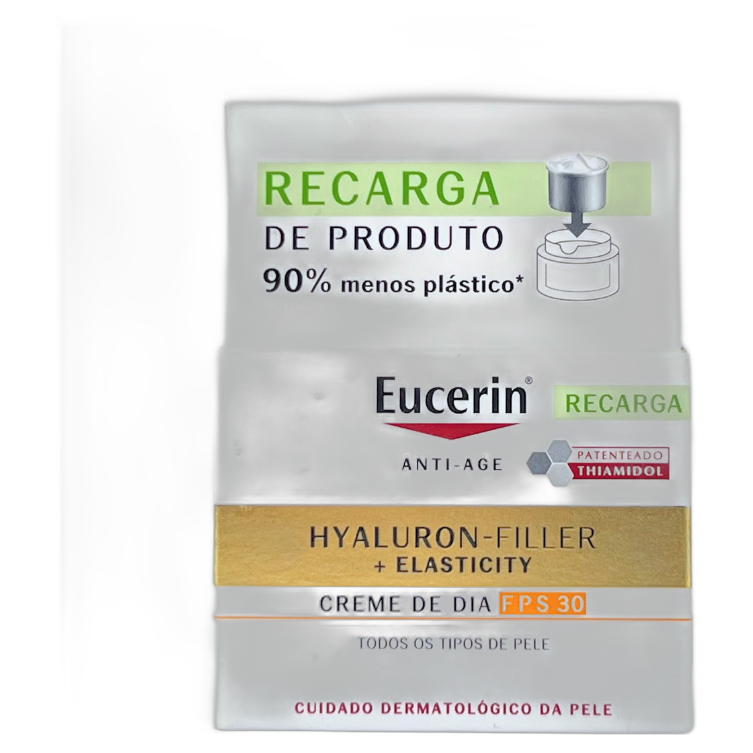 RECARGA
DE PRODUTO
90% menos plástico*
Eucerin®
RECARGA
ANTI-AGE
PATENTEADO
THIAMIDOL
HYALURON-FILLER
+ ELASTICITY
CREME DE DIA FPS 30
TODOS OS TIPOS DE PELE
CUIDADO DERMATOLÓGICO DA PELE